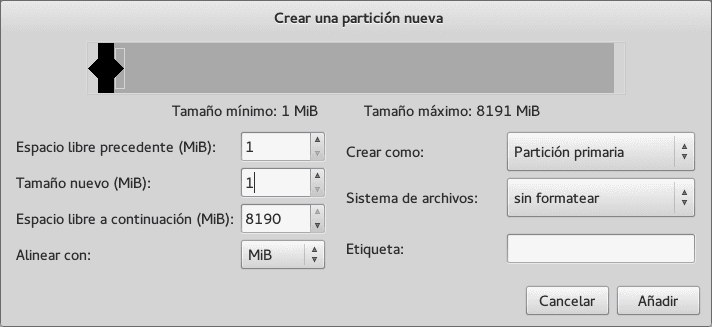 Crear una partición nueva
Tamaño mínimo: 1 MiB Tamaño máximo: 8191 MiB
Espacio libre precedente (MiB): 1 Crear como: Partición primaria
Tamaño nuevo (MiB): 1 Sistema de archivos: sin formatear
Espacio libre a continuación (MiB): 8190
Alinear con: MiB Etiqueta:
Cancelar Añadir